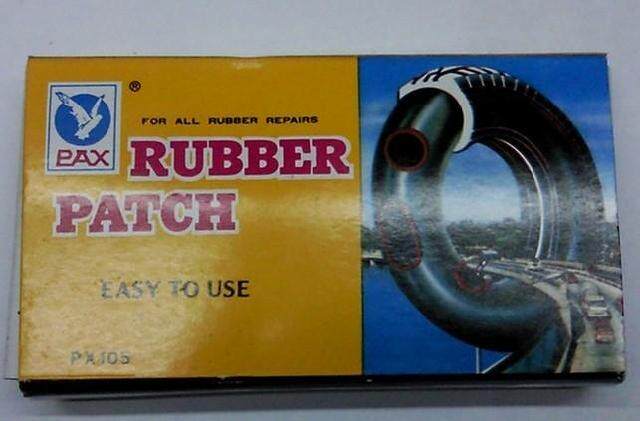 PAX
®
FOR ALL RUBBER REPAIRS
RUBBER
PATCH
EASY TO USE
PX105